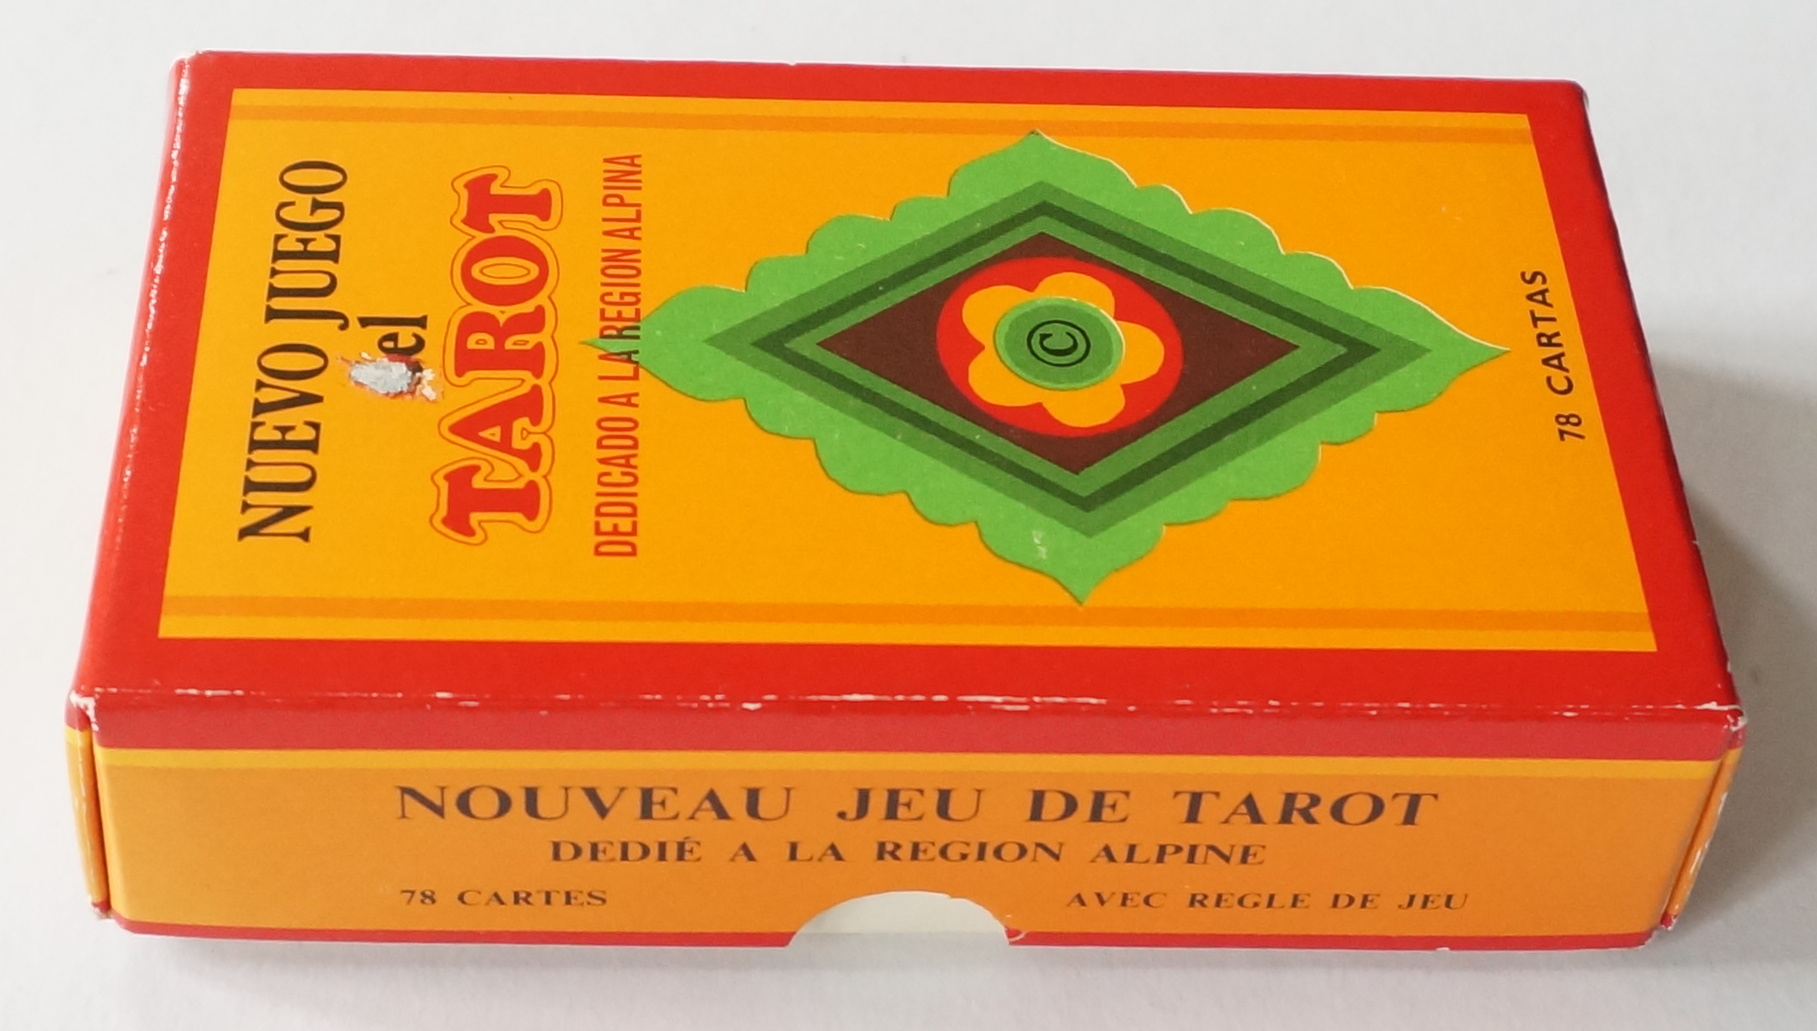 NUEVO JUEGO
el
TAROT
DEDICADO A LA REGION ALPINA
©
78 CARTAS
NOUVEAU JEU DE TAROT
DEDIÉ A LA REGION ALPINE
78 CARTES
AVEC REGLE DE JEU